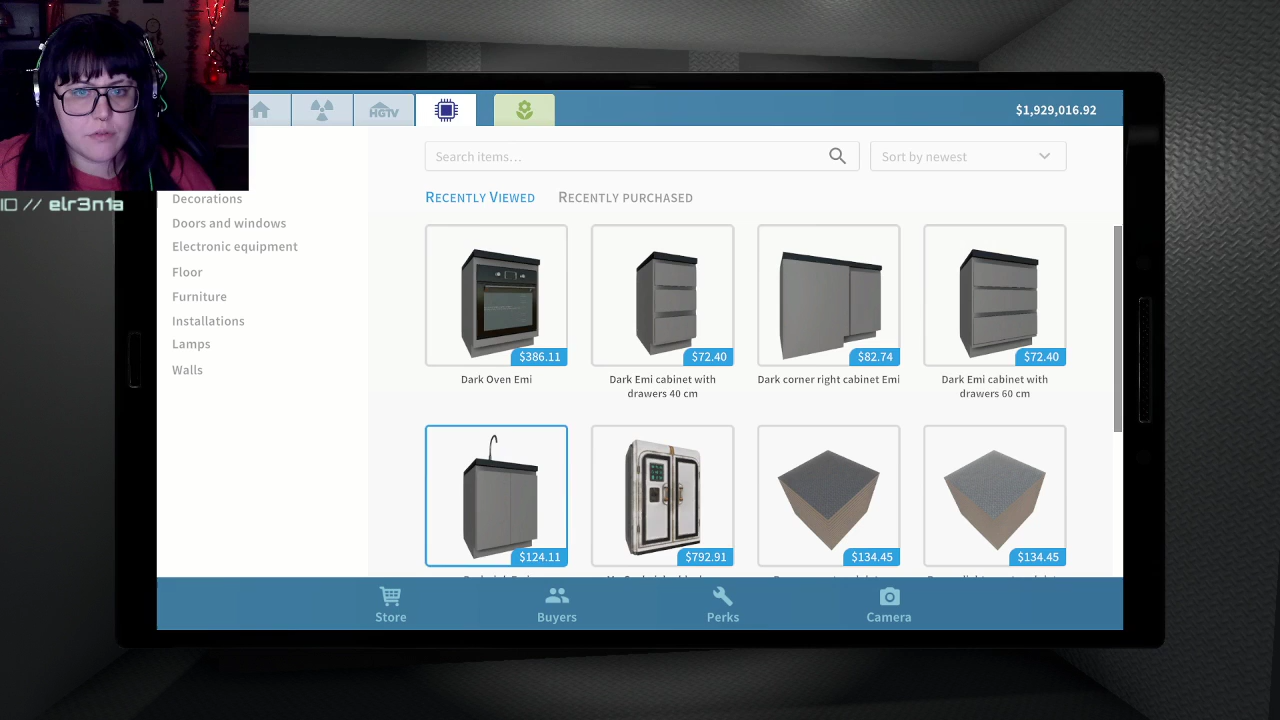 HGTV
$1,929,016.92
Search items...
Sort by newest
ID // elr3n1a
RECENTLY VIEWED
RECENTLY PURCHASED
Decorations
Doors and windows
Electronic equipment
Floor
Furniture
Installations
Lamps
Walls
$386.11
$72.40
$82.74
$72.40
Dark Oven Emi
Dark Emi cabinet with
drawers 40 cm
Dark corner right cabinet Emi
Dark Emi cabinet with
drawers 60 cm
$124.11
$792.91
$134.45
$134.45
Store
Buyers
Perks
Camera